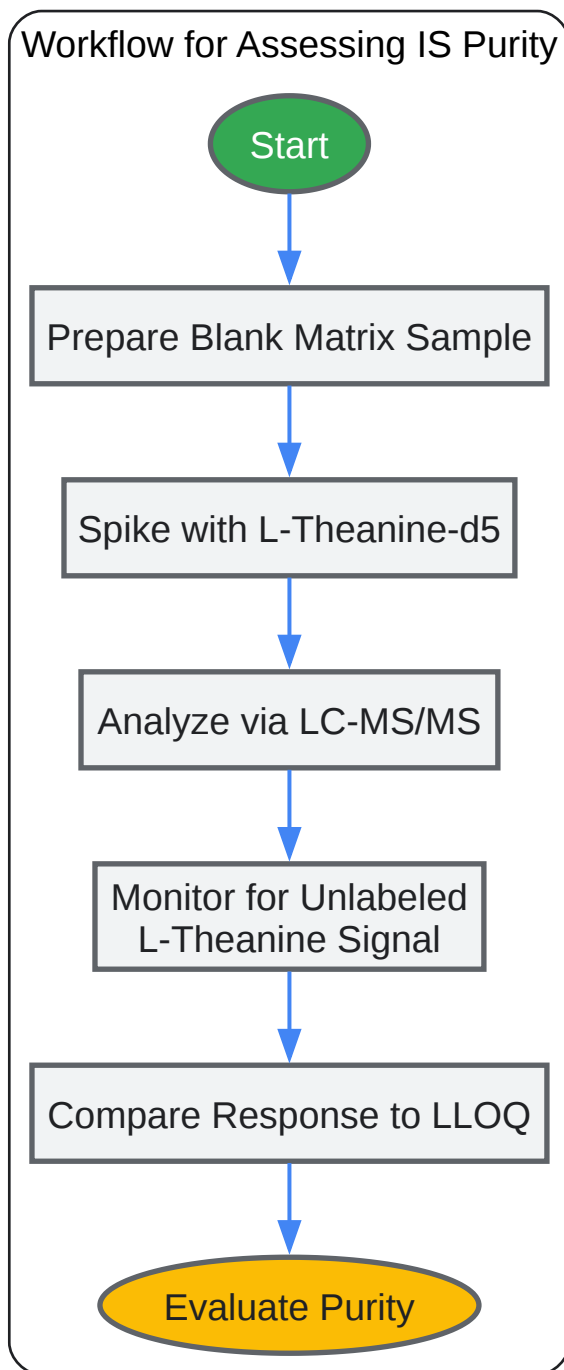 Workflow for Assessing IS Purity
Start
Prepare Blank Matrix Sample
Spike with L-Theanine-d5
Analyze via LC-MS/MS
Monitor for Unlabeled
L-Theanine Signal
Compare Response to LLOQ
Evaluate Purity